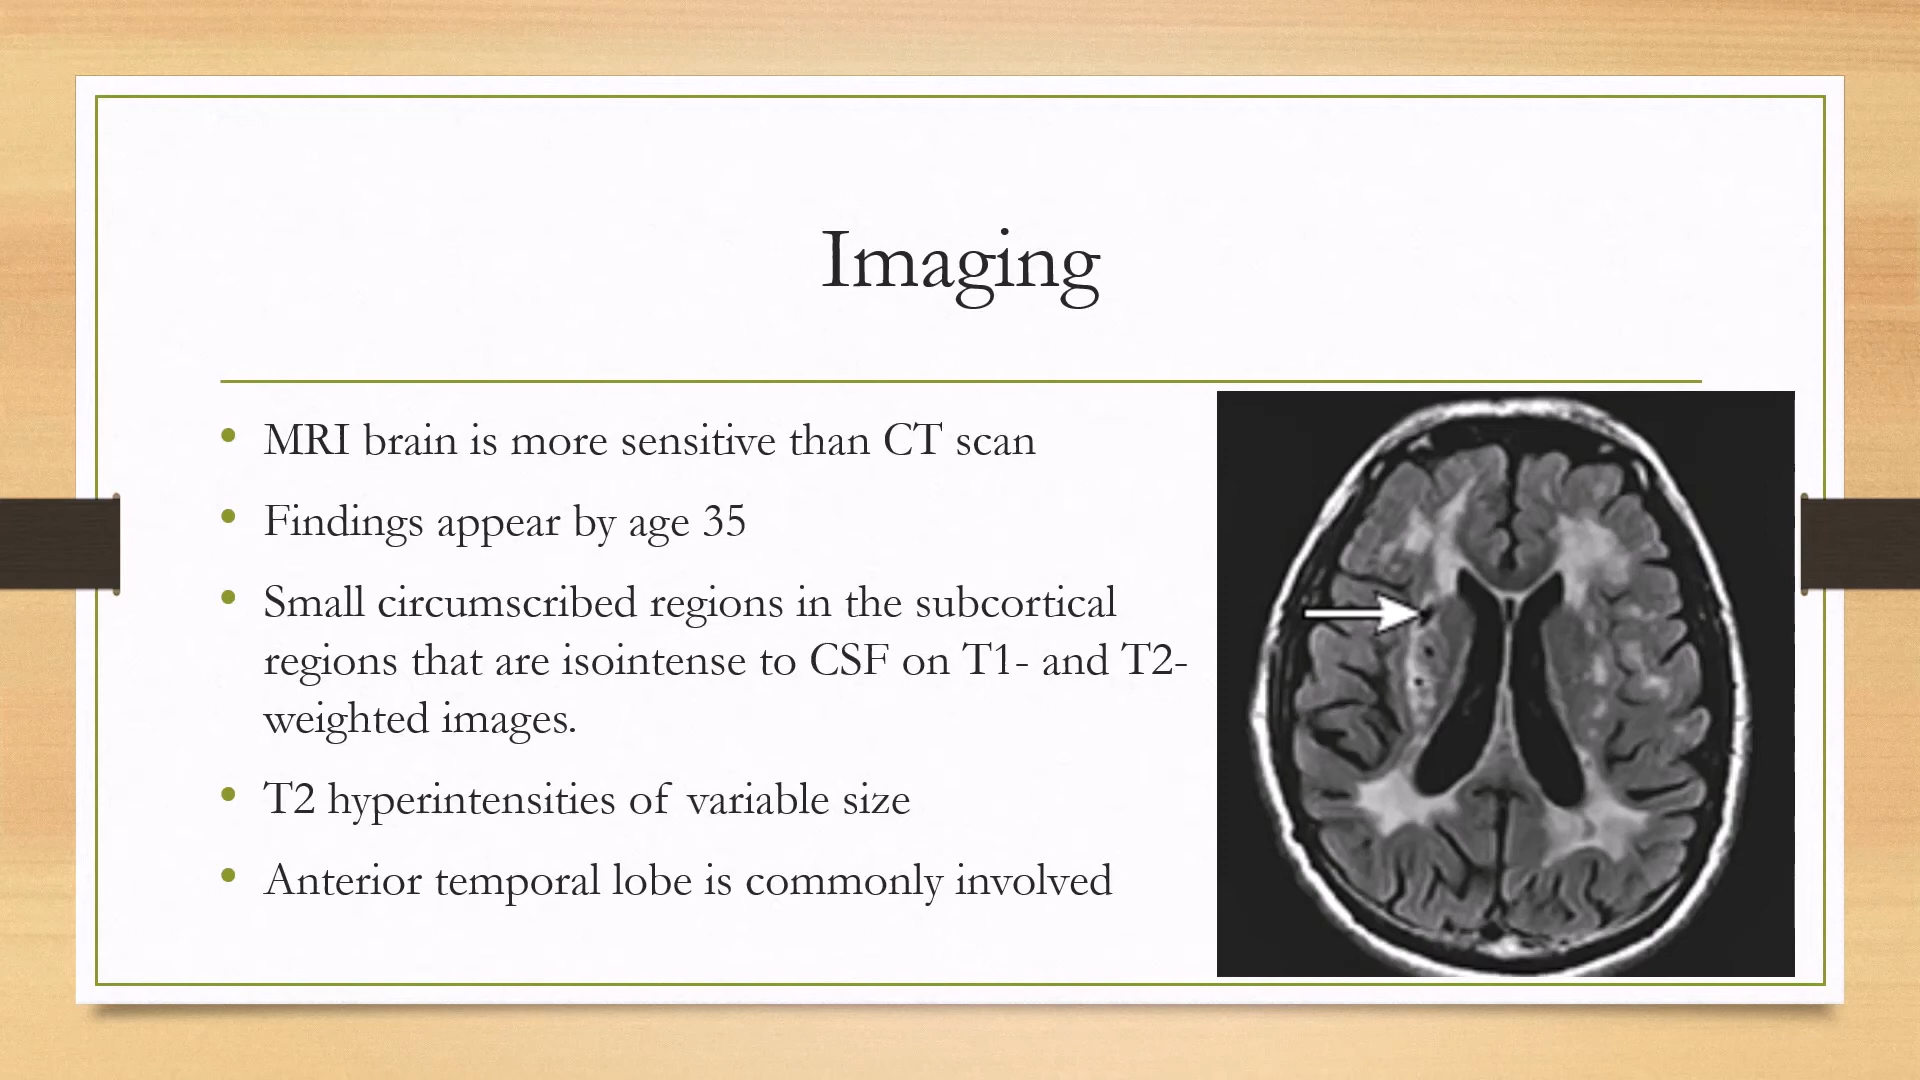 Imaging
• MRI brain is more sensitive than CT scan
• Findings appear by age 35
• Small circumscribed regions in the subcortical
regions that are isointense to CSF on T1- and T2-
weighted images.
• T2 hyperintensities of variable size
• Anterior temporal lobe is commonly involved